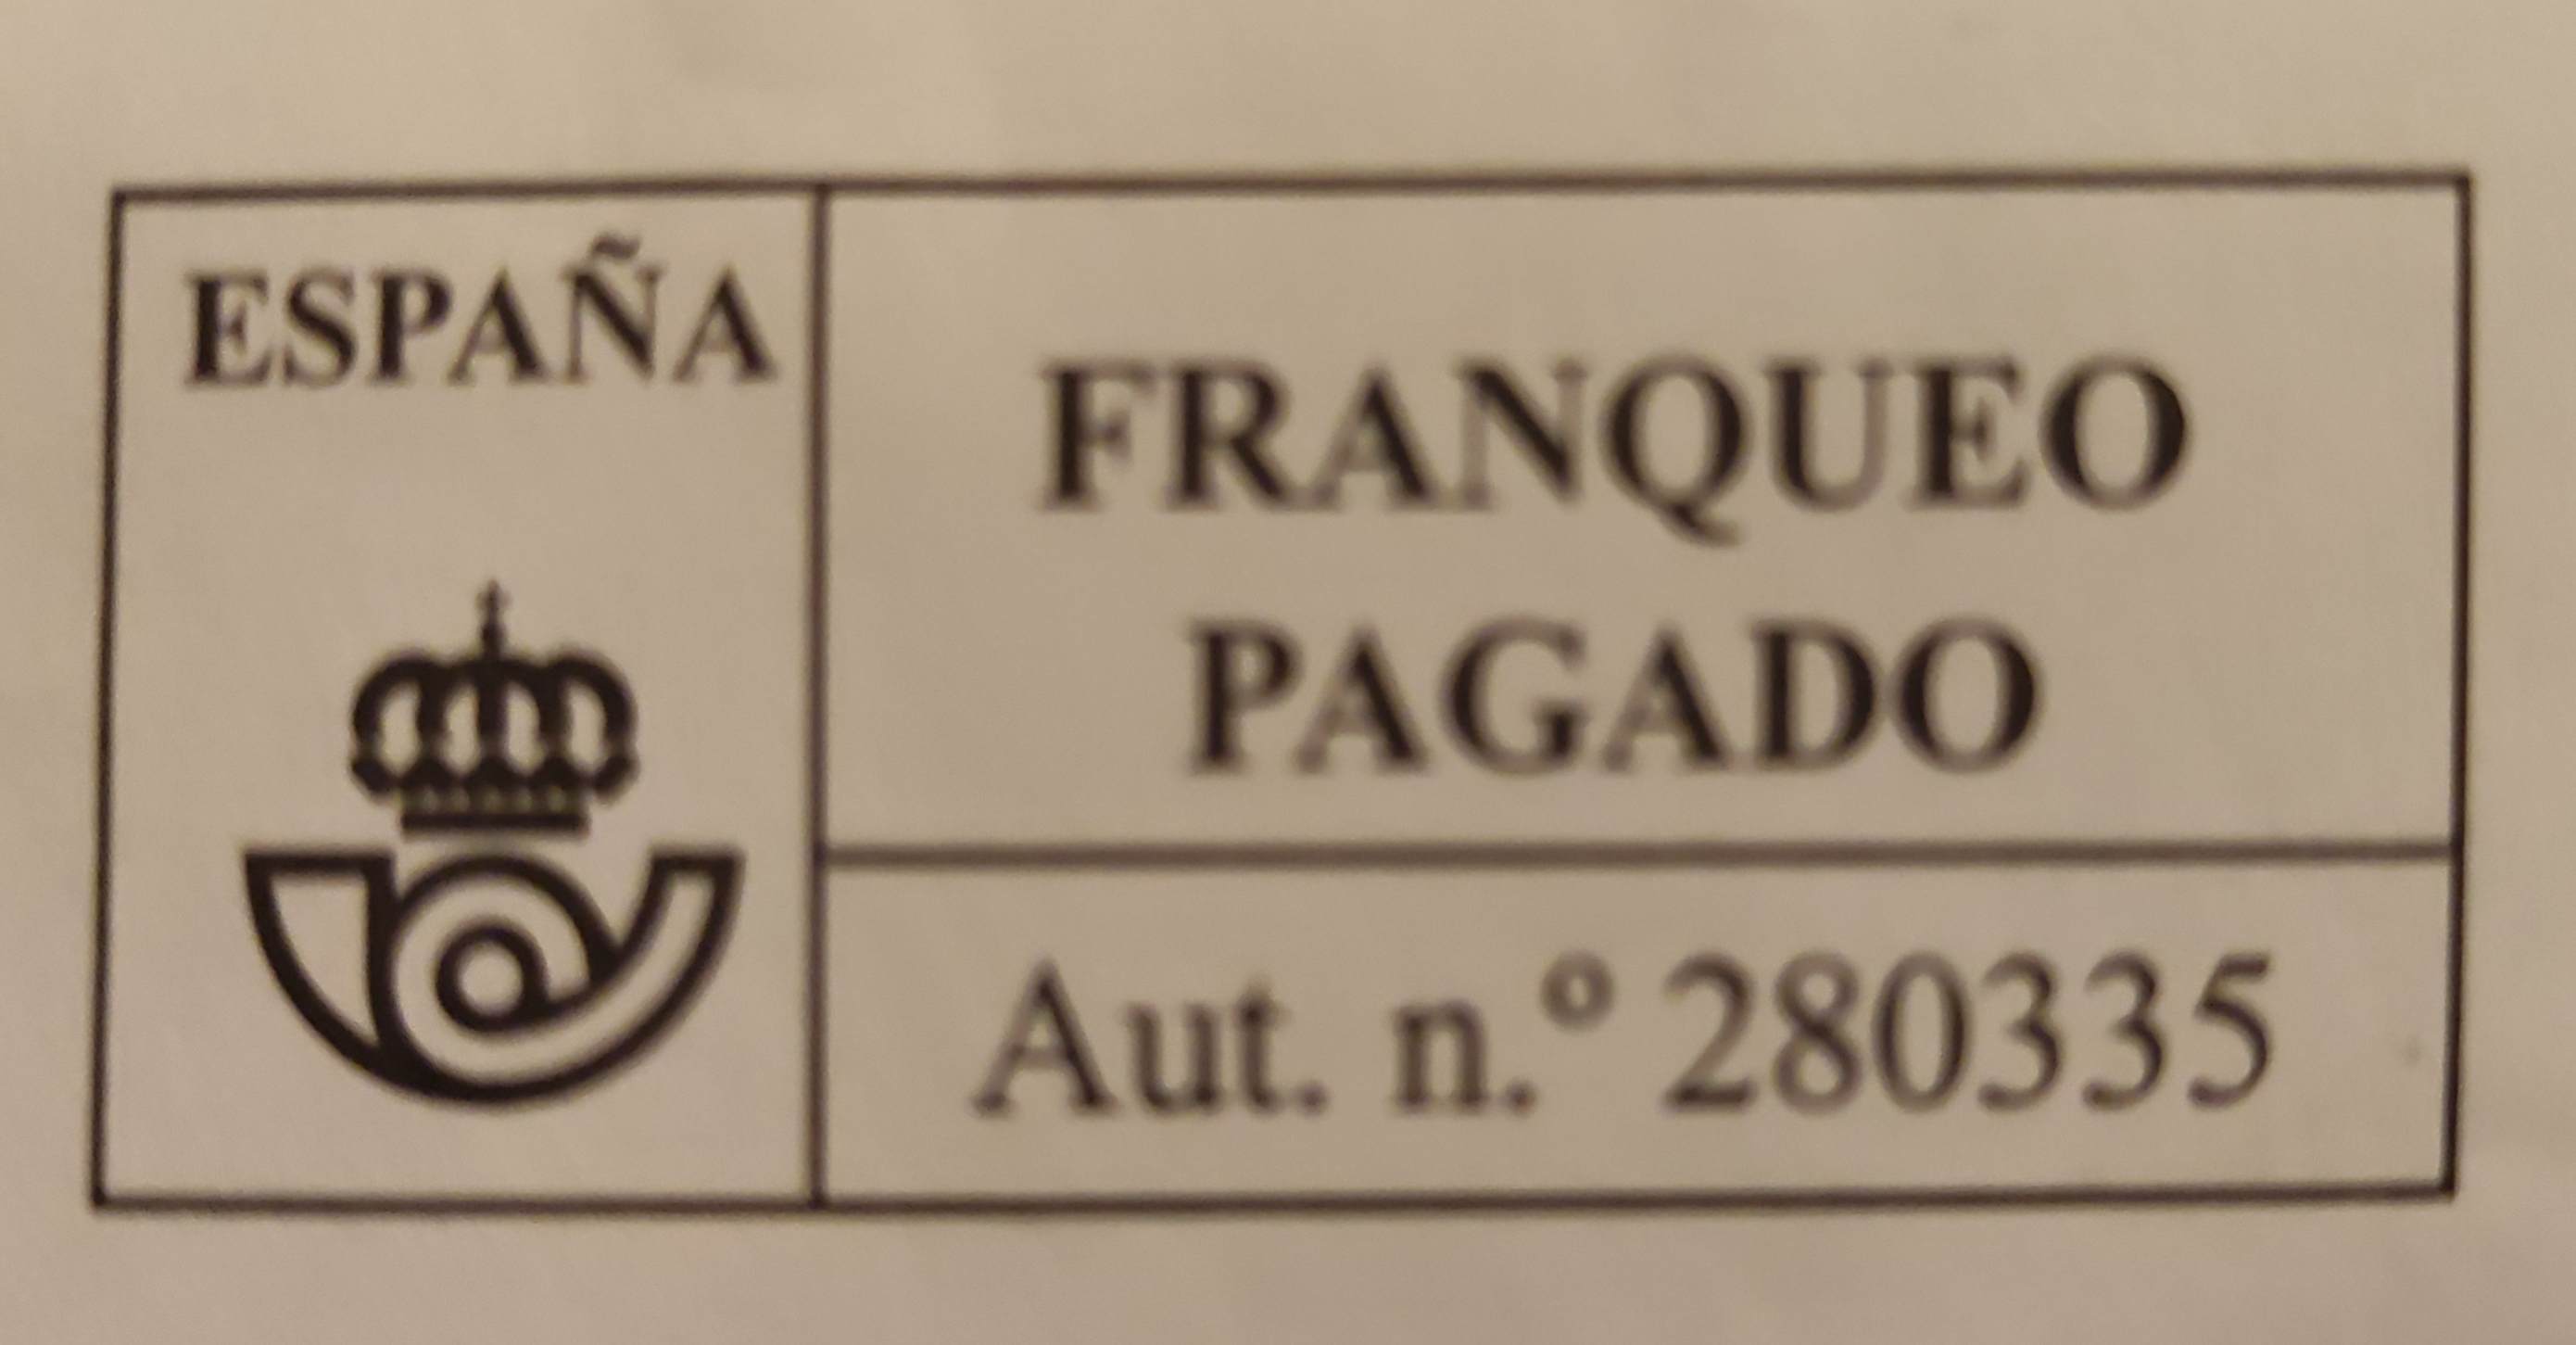 ESPAÑA
FRANQUEO
PAGADO
Aut. n.º 280335